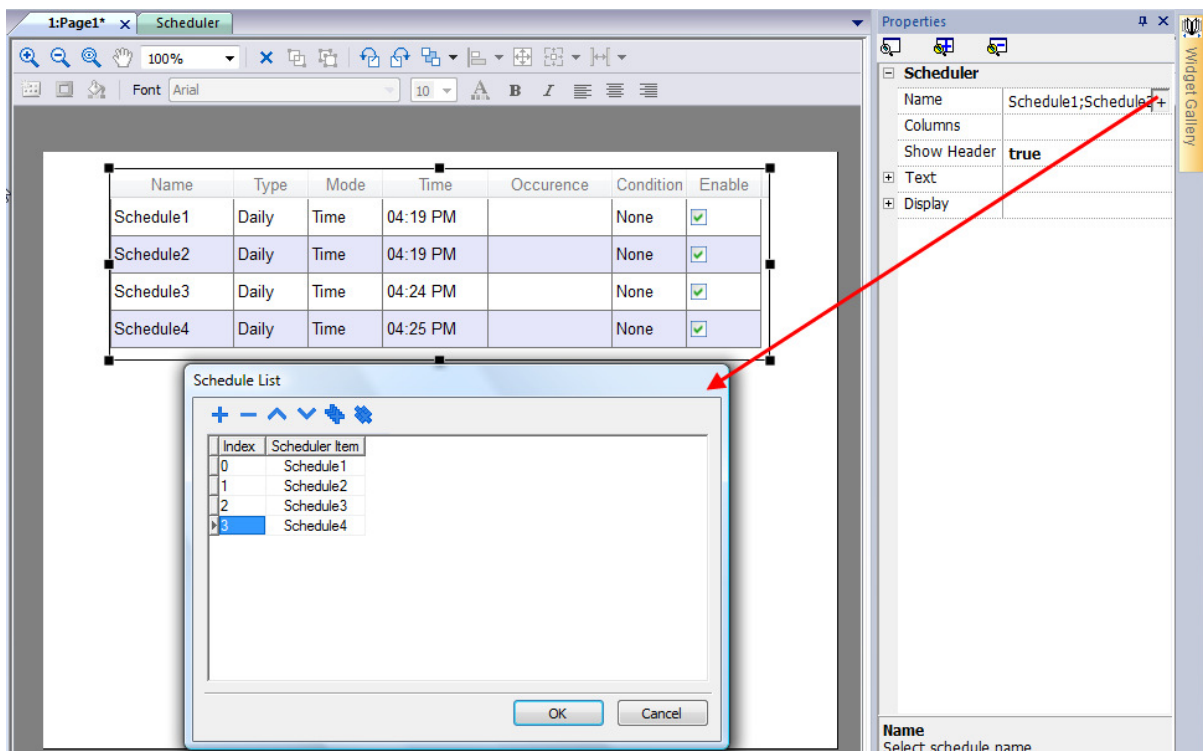 1:Page1* Scheduler
Properties
100%
Font Arial 10 A B I
Scheduler
Name Schedule1;Schedule2 +
Columns
Show Header true
Text
Display
Widget Gallery
Name Type Mode Time Occurence Condition Enable
Schedule1 Daily Time 04:19 PM None
Schedule2 Daily Time 04:19 PM None
Schedule3 Daily Time 04:24 PM None
Schedule4 Daily Time 04:25 PM None
Schedule List
Index Scheduler Item
0 Schedule1
1 Schedule2
2 Schedule3
3 Schedule4
OK Cancel
Name
Select schedule name